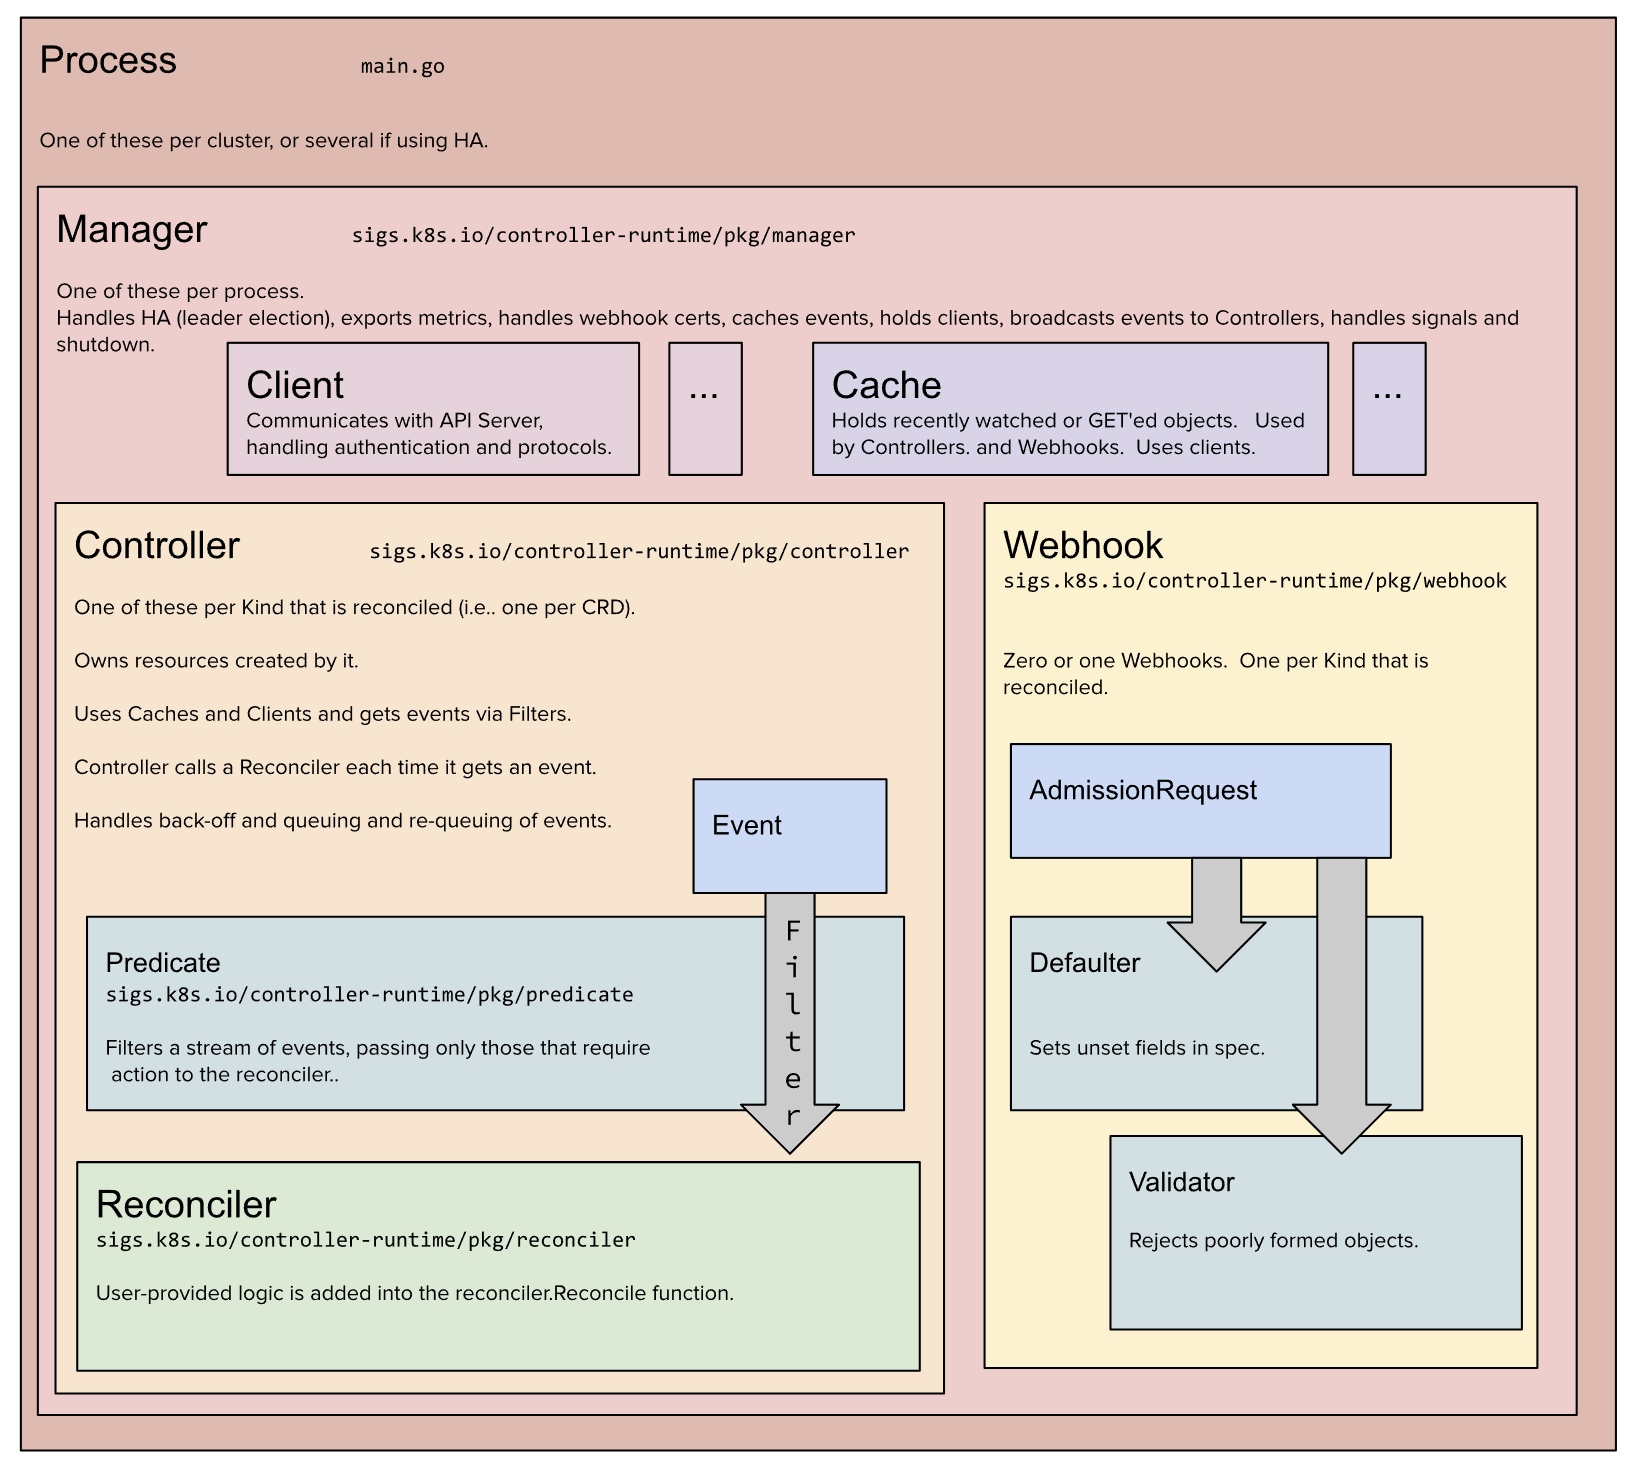 Process
main.go
One of these per cluster, or several if using HA.
Manager
sigs.k8s.io/controller-runtime/pkg/manager
One of these per process.
Handles HA (leader election), exports metrics, handles webhook certs, caches events, holds clients, broadcasts events to Controllers, handles signals and
shutdown.
Client
Communicates with API Server,
handling authentication and protocols.
...
Cache
Holds recently watched or GET'ed objects.   Used
by Controllers. and Webhooks.  Uses clients.
...
Controller
sigs.k8s.io/controller-runtime/pkg/controller
One of these per Kind that is reconciled (i.e.. one per CRD).
Owns resources created by it.
Uses Caches and Clients and gets events via Filters.
Controller calls a Reconciler each time it gets an event.
Handles back-off and queuing and re-queuing of events.
Event
Filter
Predicate
sigs.k8s.io/controller-runtime/pkg/predicate
Filters a stream of events, passing only those that require
action to the reconciler..
Reconciler
sigs.k8s.io/controller-runtime/pkg/reconciler
User-provided logic is added into the reconciler.Reconcile function.
Webhook
sigs.k8s.io/controller-runtime/pkg/webhook
Zero or one Webhooks.  One per Kind that is
reconciled.
AdmissionRequest
Defaulter
Sets unset fields in spec.
Validator
Rejects poorly formed objects.